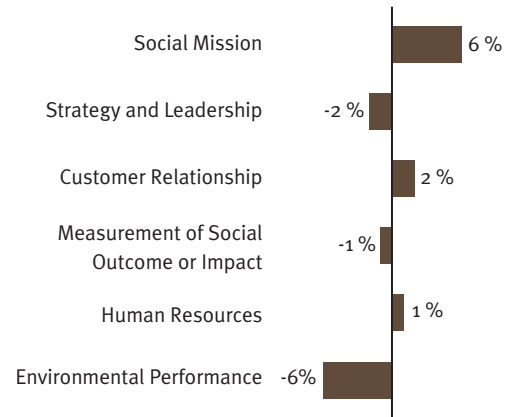 Social Mission 6 %
Strategy and Leadership -2 %
Customer Relationship 2 %
Measurement of Social
Outcome or Impact -1 %
Human Resources 1 %
Environmental Performance -6%